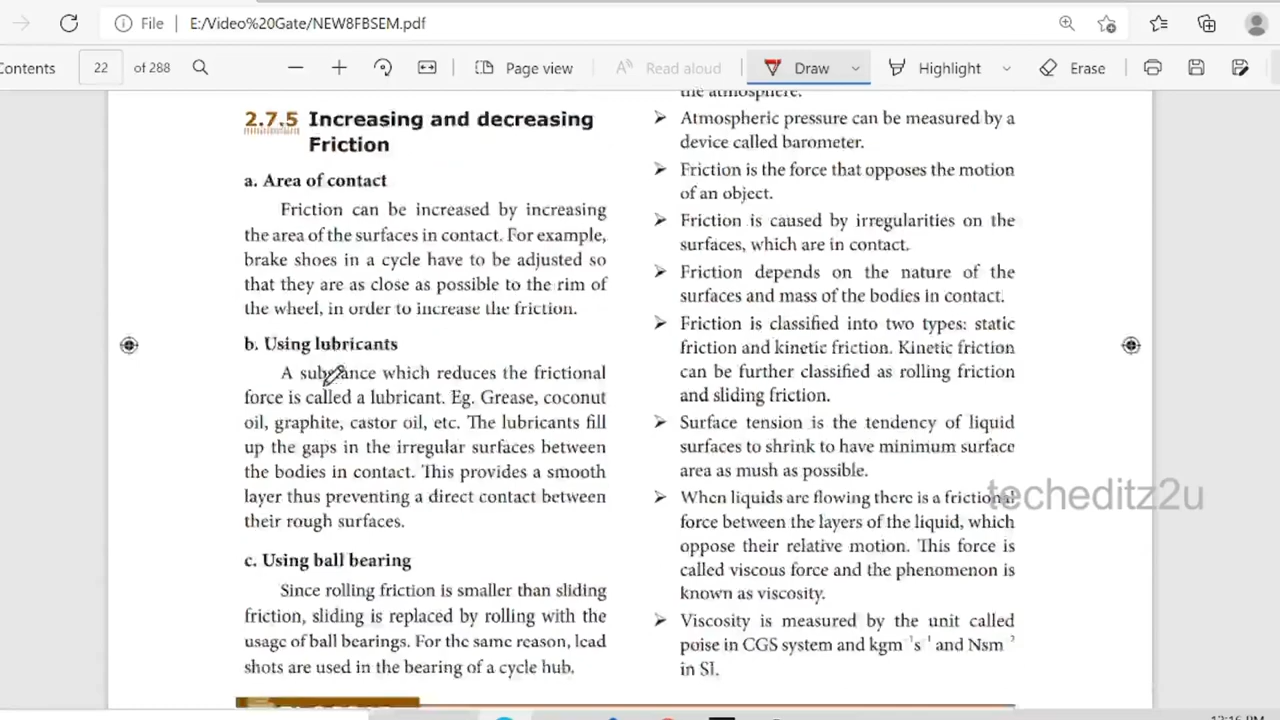 File
E:/Video%20Gate/NEW8FBSEM.pdf
Contents
22
of 288
Page view
Read aloud
Draw
Highlight
Erase
2.7.5 Increasing and decreasing
Friction
a. Area of contact
Friction can be increased by increasing
the area of the surfaces in contact. For example,
brake shoes in a cycle have to be adjusted so
that they are as close as possible to the rim of
the wheel, in order to increase the friction.
b. Using lubricants
A substance which reduces the frictional
force is called a lubricant. Eg. Grease, coconut
oil, graphite, castor oil, etc. The lubricants fill
up the gaps in the irregular surfaces between
the bodies in contact. This provides a smooth
layer thus preventing a direct contact between
their rough surfaces.
c. Using ball bearing
Since rolling friction is smaller than sliding
friction, sliding is replaced by rolling with the
usage of ball bearings. For the same reason, lead
shots are used in the bearing of a cycle hub.
the atmosphere.
➢ Atmospheric pressure can be measured by a
device called barometer.
➢ Friction is the force that opposes the motion
of an object.
➢ Friction is caused by irregularities on the
surfaces, which are in contact.
➢ Friction depends on the nature of the
surfaces and mass of the bodies in contact.
➢ Friction is classified into two types: static
friction and kinetic friction. Kinetic friction
can be further classified as rolling friction
and sliding friction.
➢ Surface tension is the tendency of liquid
surfaces to shrink to have minimum surface
area as mush as possible.
➢ When liquids are flowing there is a frictional
force between the layers of the liquid, which
oppose their relative motion. This force is
called viscous force and the phenomenon is
known as viscosity.
➢ Viscosity is measured by the unit called
poise in CGS system and kgm⁻¹s⁻¹ and Nsm⁻²
in SI.
techeditz2u